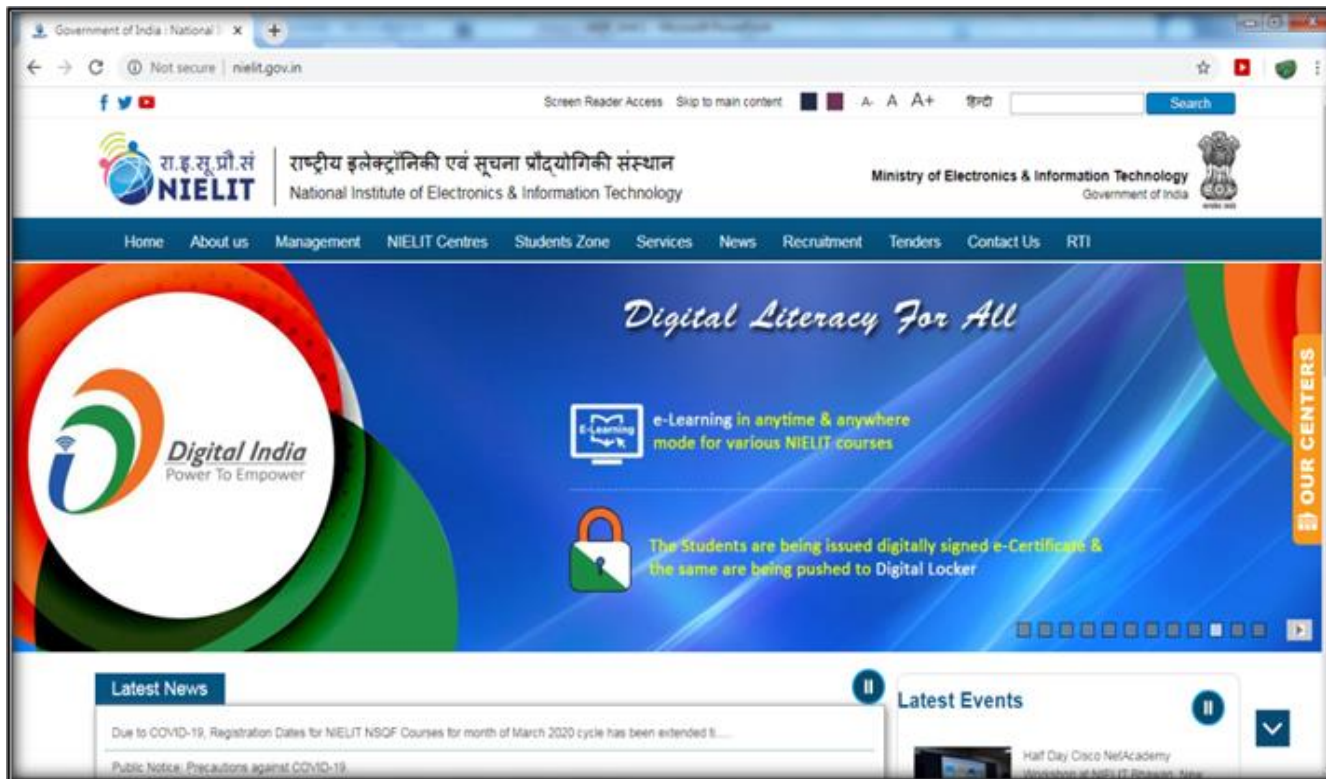 Government of India : National
Not secure | nielit.gov.in
Screen Reader Access Skip to main content A- A A+ हिन्दी Search
रा.इ.सू.प्रौ.सं
NIELIT
राष्ट्रीय इलेक्ट्रॉनिकी एवं सूचना प्रौद्योगिकी संस्थान
National Institute of Electronics & Information Technology
Ministry of Electronics & Information Technology
Government of India
Home About us Management NIELIT Centres Students Zone Services News Recruitment Tenders Contact Us RTI
Digital Literacy For All
Digital India
Power To Empower
E-Learning
e-Learning in anytime & anywhere
mode for various NIELIT courses
The Students are being issued digitally signed e-Certificate &
the same are being pushed to Digital Locker
OUR CENTERS
Latest News
Due to COVID-19, Registration Dates for NIELIT NSQF Courses for month of March 2020 cycle has been extended ti.....
Public Notice: Precautions against COVID-19
Latest Events
Half Day Cisco NetAcademy
Workshop at NIELIT Bhawan, New